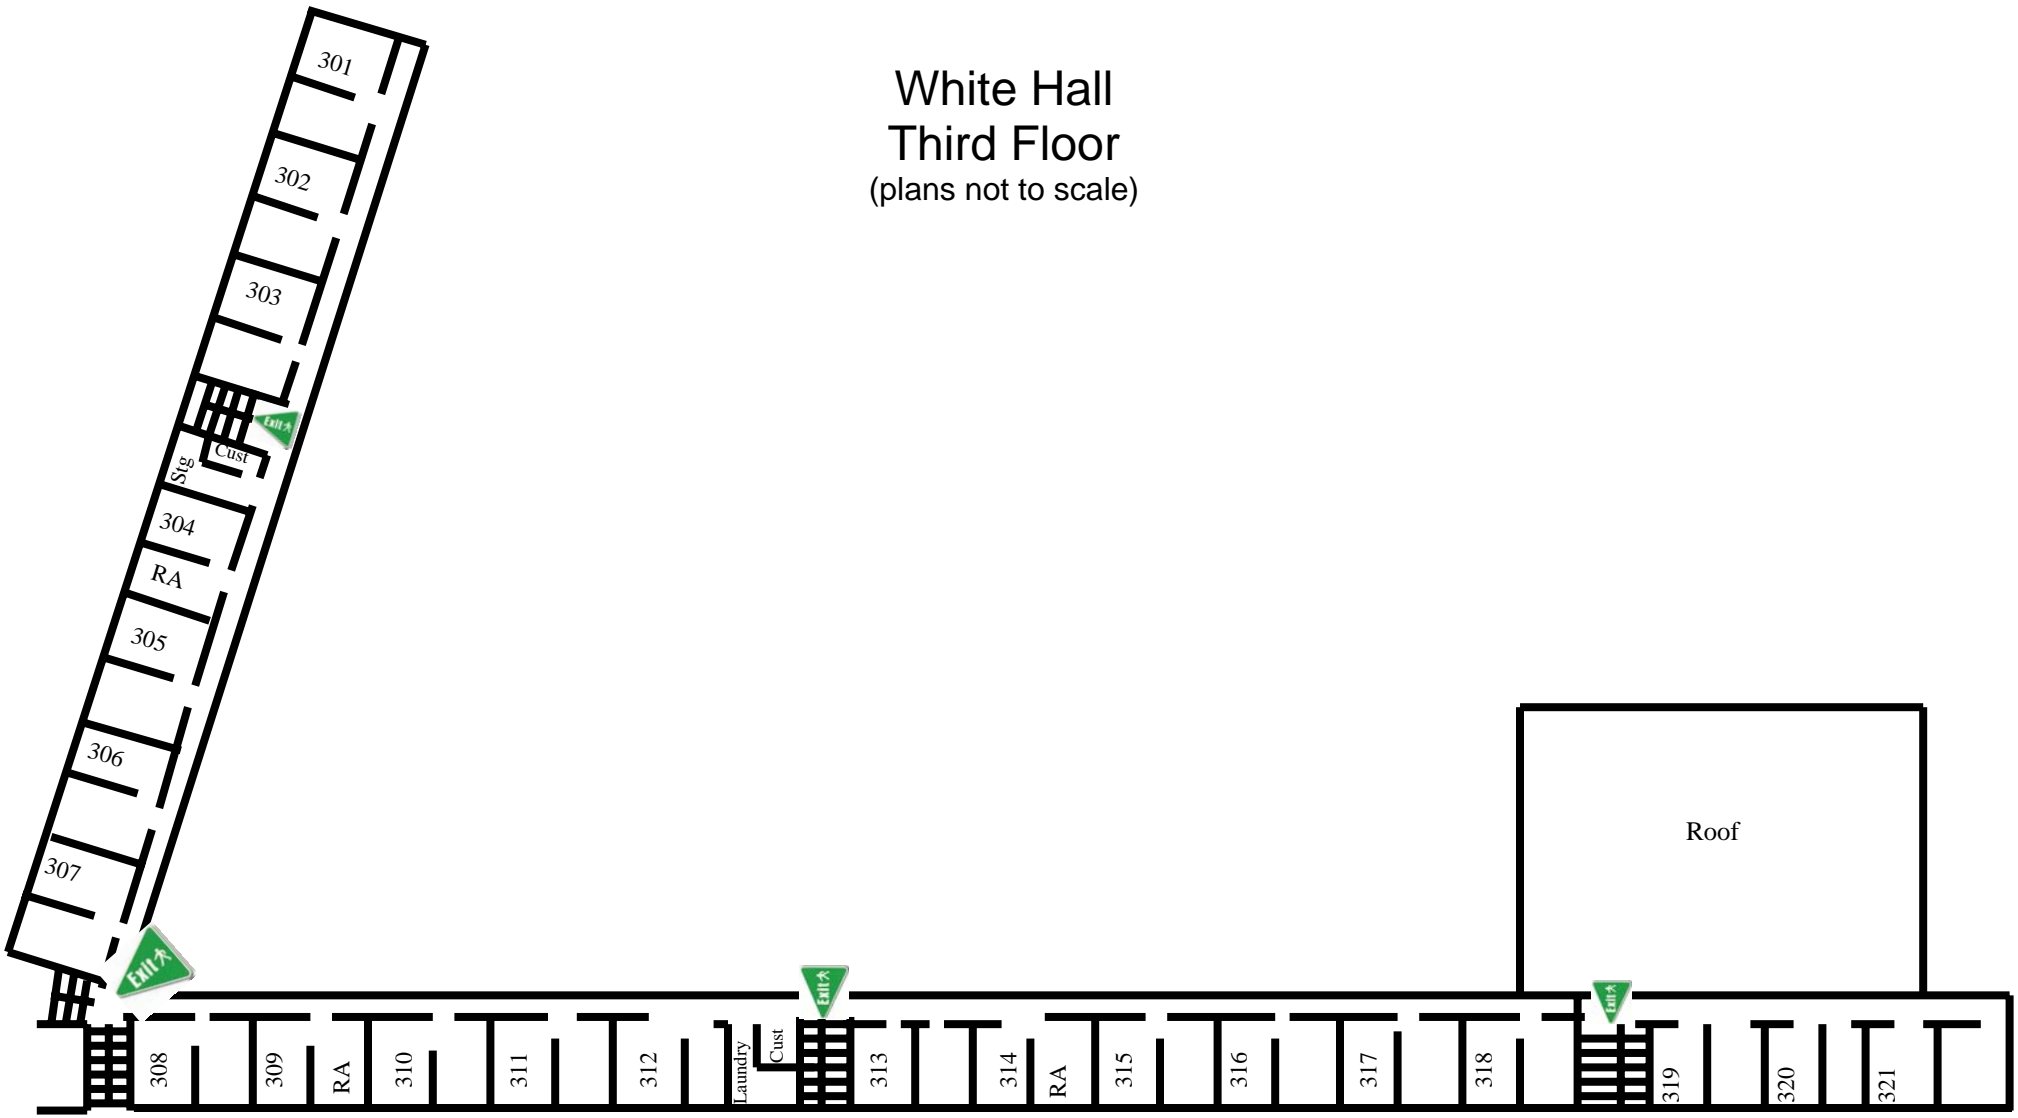 White Hall
Third Floor
(plans not to scale)
301
302
303
Exit
Cust
Stg
304
RA
305
306
307
Exit
308
309
RA
310
311
312
Laundry
Cust
Exit
313
314
RA
315
316
317
318
Exit
319
320
321
Roof